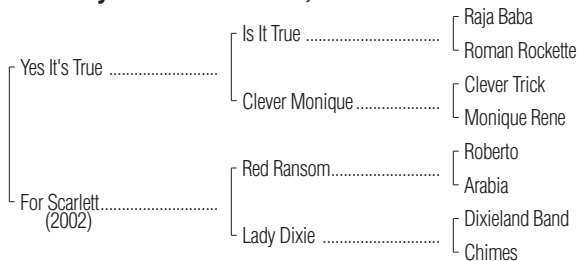 Raja Baba
Is It True ..............................
Roman Rockette
Yes It's True ........................
Clever Trick
Clever Monique ....................
Monique Rene
Roberto
Red Ransom..........................
Arabia
For Scarlett..........................
(2002)
Dixieland Band
Lady Dixie ............................
Chimes